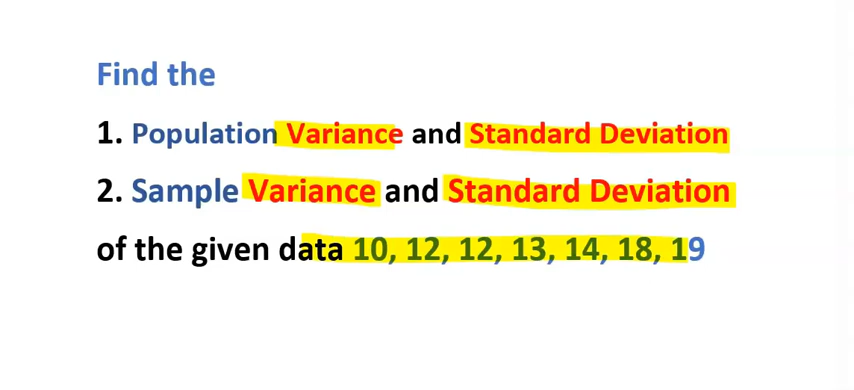 Find the
1. Population Variance and Standard Deviation
2. Sample Variance and Standard Deviation
of the given data 10, 12, 12, 13, 14, 18, 19